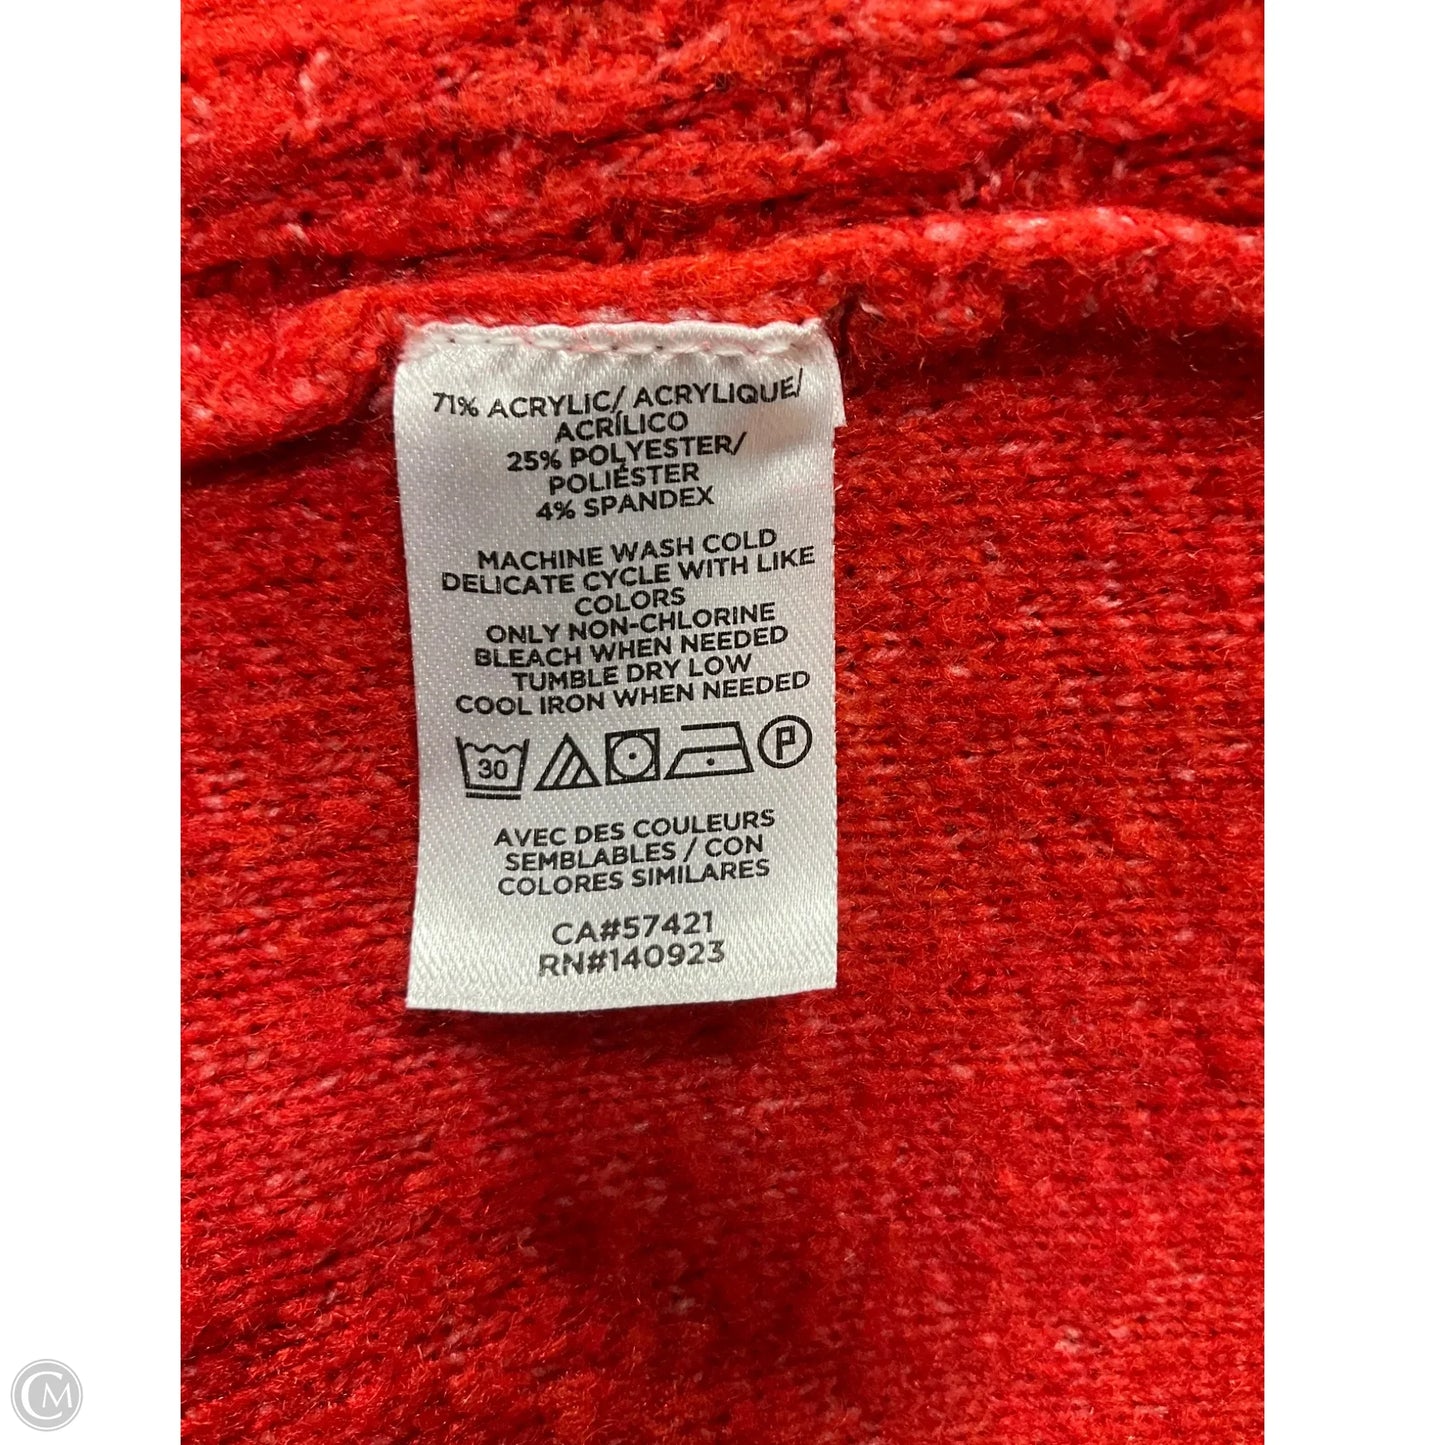 71% ACRYLIC/ ACRYLIQUE/
ACRÍLICO
25% POLYESTER/
POLIÉSTER
4% SPANDEX
MACHINE WASH COLD
DELICATE CYCLE WITH LIKE
COLORS
ONLY NON-CHLORINE
BLEACH WHEN NEEDED
TUMBLE DRY LOW
COOL IRON WHEN NEEDED
30 P
AVEC DES COULEURS
SEMBLABLES / CON
COLORES SIMILARES
CA#57421
RN#140923
CM